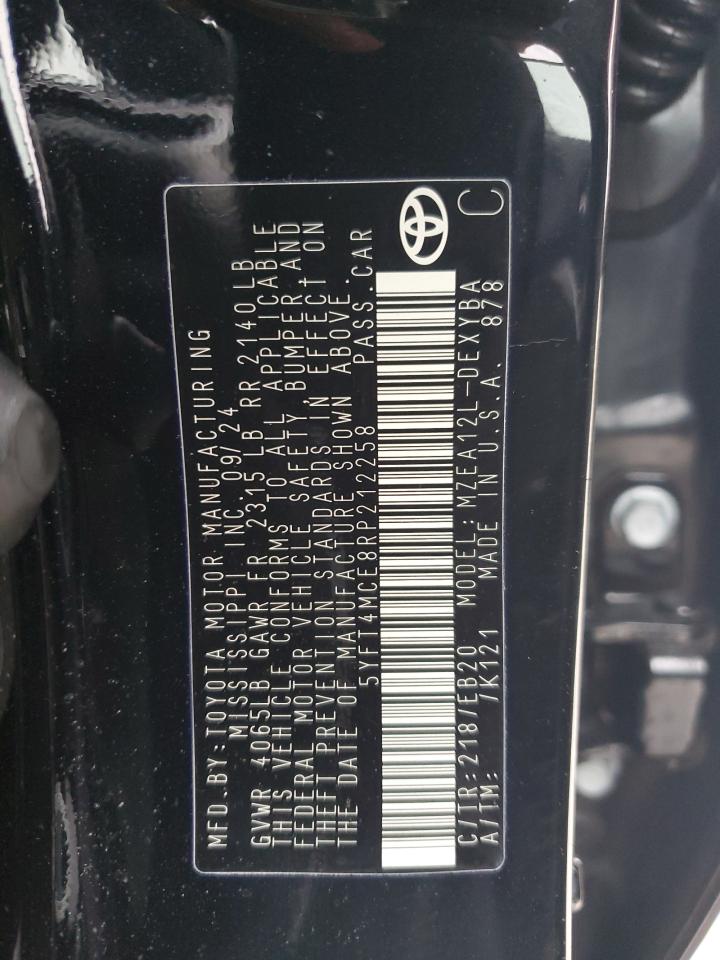 MFD. BY: TOYOTA MOTOR MANUFACTURING
MISSISSIPPI INC. 09/24
GVWR 4065LB GAWR FR 2315 LB RR 2140 LB
THIS VEHICLE CONFORMS TO ALL APPLICABLE
FEDERAL MOTOR VEHICLE SAFETY, BUMPER, AND
THEFT PREVENTION STANDARDS IN EFFECT ON
THE DATE OF MANUFACTURE SHOWN ABOVE.
5YFT4MCE8RP212258 PASS. CAR
C/TR: 218/EB20 MODEL: MZEA12L-DEXYBA
A/TM: /K121 MADE IN U.S.A. 878
C